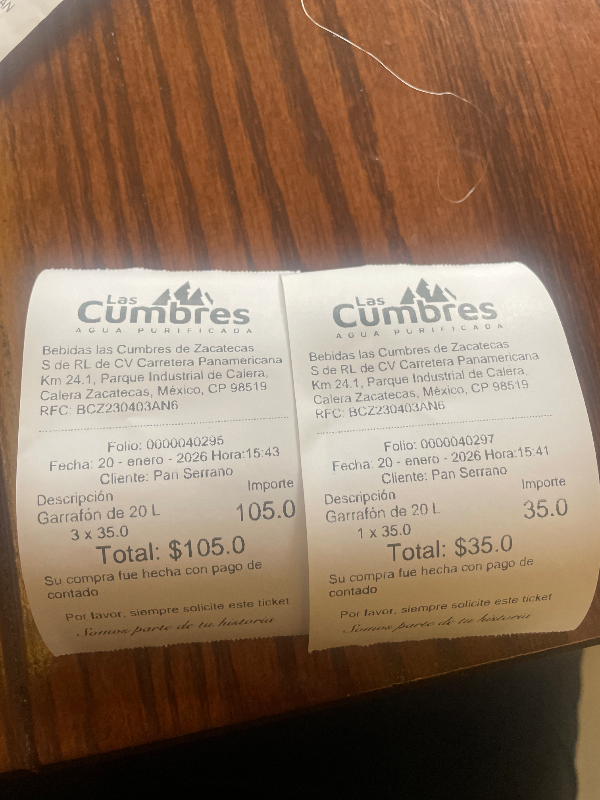 Las
Cumbres
AGUA PURIFICADA
Bebidas las Cumbres de Zacatecas
S de RL de CV Carretera Panamericana
Km 24.1, Parque Industrial de Calera,
Calera Zacatecas, México, CP 98519
RFC: BCZ230403AN6
Folio: 0000040295
Fecha: 20 - enero - 2026 Hora:15:43
Cliente: Pan Serrano
Descripción Importe
Garrafón de 20 L 105.0
3 x 35.0
Total: $105.0
Su compra fue hecha con pago de
contado
Por favor, siempre solicite este ticket
Somos parte de tu historia
Las
Cumbres
AGUA PURIFICADA
Bebidas las Cumbres de Zacatecas
S de RL de CV Carretera Panamericana
Km 24.1, Parque Industrial de Calera,
Calera Zacatecas, México, CP 98519
RFC: BCZ230403AN6
Folio: 0000040297
Fecha: 20 - enero - 2026 Hora:15:41
Cliente: Pan Serrano
Descripción Importe
Garrafón de 20 L 35.0
1 x 35.0
Total: $35.0
Su compra fue hecha con pago de
contado
Por favor, siempre solicite este ticket
Somos parte de tu historia